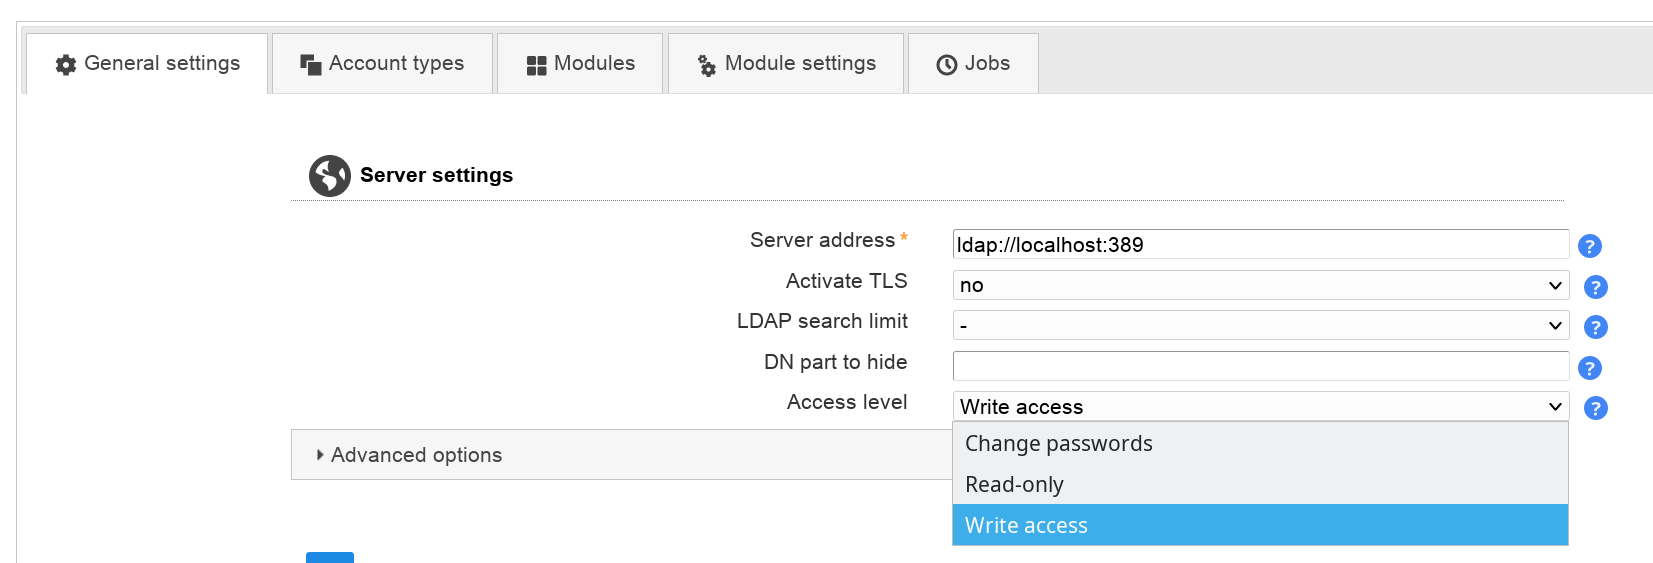 General settings
Account types
Modules
Module settings
Jobs
Server settings
Server address *
ldap://localhost:389
?
Activate TLS
no
?
LDAP search limit
-
?
DN part to hide
?
Access level
Write access
?
Change passwords
Advanced options
Read-only
Write access